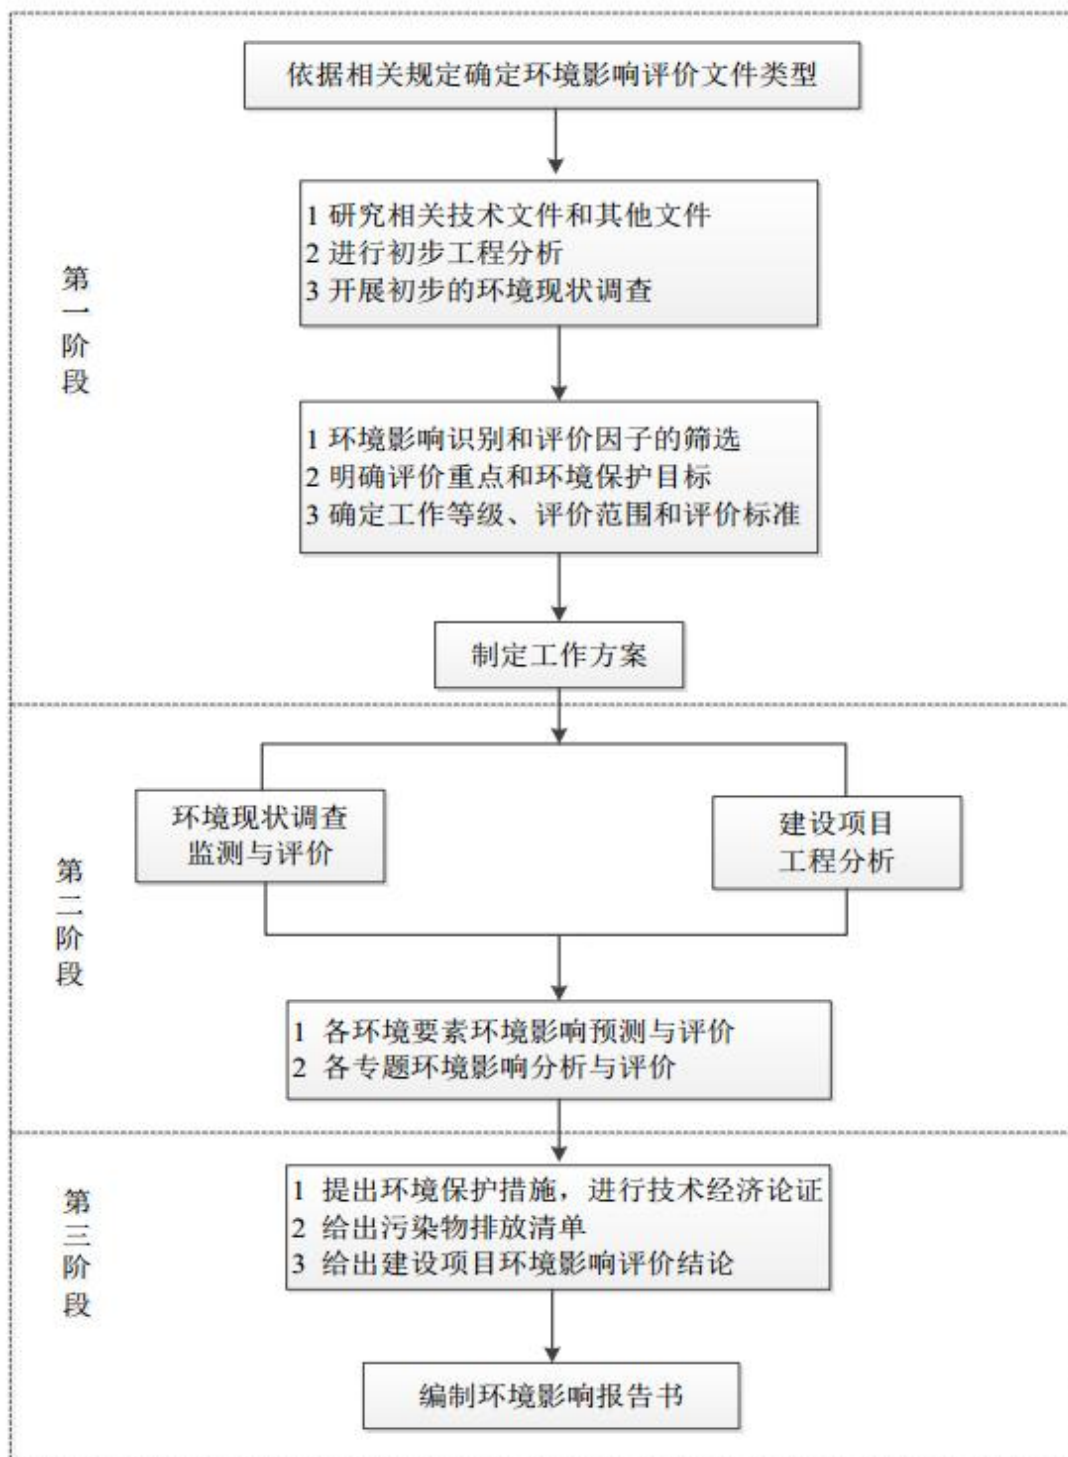 依据相关规定确定环境影响评价文件类型
1 研究相关技术文件和其他文件
2 进行初步工程分析
3 开展初步的环境现状调查
第一阶段
1 环境影响识别和评价因子的筛选
2 明确评价重点和环境保护目标
3 确定工作等级、评价范围和评价标准
制定工作方案
环境现状调查
监测与评价
建设项目
工程分析
第二阶段
1 各环境要素环境影响预测与评价
2 各专题环境影响分析与评价
第三阶段
1 提出环境保护措施，进行技术经济论证
2 给出污染物排放清单
3 给出建设项目环境影响评价结论
编制环境影响报告书